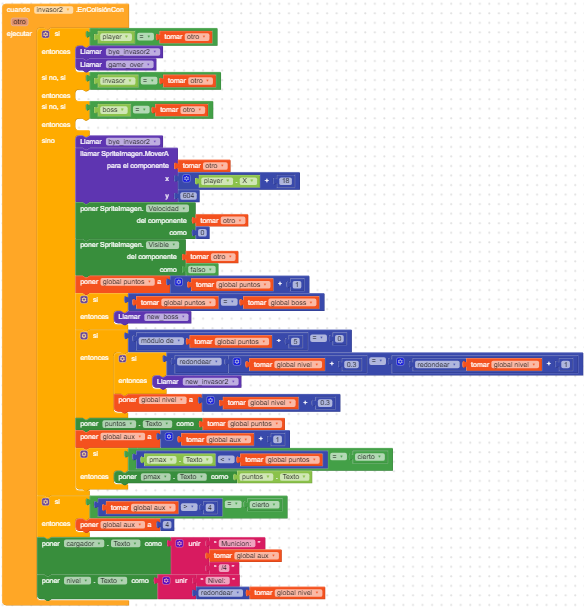 cuando invasor2 .EnColisiónCon
otro
ejecutar si player = tomar otro
entonces Llamar bye_invasor2
Llamar game_over
si no, si invasor = tomar otro
entonces
si no, si boss = tomar otro
entonces
sino Llamar bye_invasor2
llamar SpriteImagen.MoverA
para el componente tomar otro
x player . X + 18
y 604
poner SpriteImagen. Velocidad
del componente tomar otro
como 0
poner SpriteImagen. Visible
del componente tomar otro
como falso
poner global puntos a tomar global puntos + 1
si tomar global puntos = tomar global boss
entonces Llamar new_boss
si módulo de tomar global puntos ÷ 5 = 0
entonces si redondear tomar global nivel + 0.3 = redondear tomar global nivel + 1
entonces Llamar new_invasor2
poner global nivel a tomar global nivel + 0.3
poner puntos . Texto como tomar global puntos
poner global aux a tomar global aux + 1
si pmax . Texto < tomar global puntos = cierto
entonces poner pmax . Texto como puntos . Texto
si tomar global aux > 4 = cierto
entonces poner global aux a 4
poner cargador . Texto como unir " Municion: "
tomar global aux
" /4 "
poner nivel . Texto como unir " Nivel: "
redondear tomar global nivel